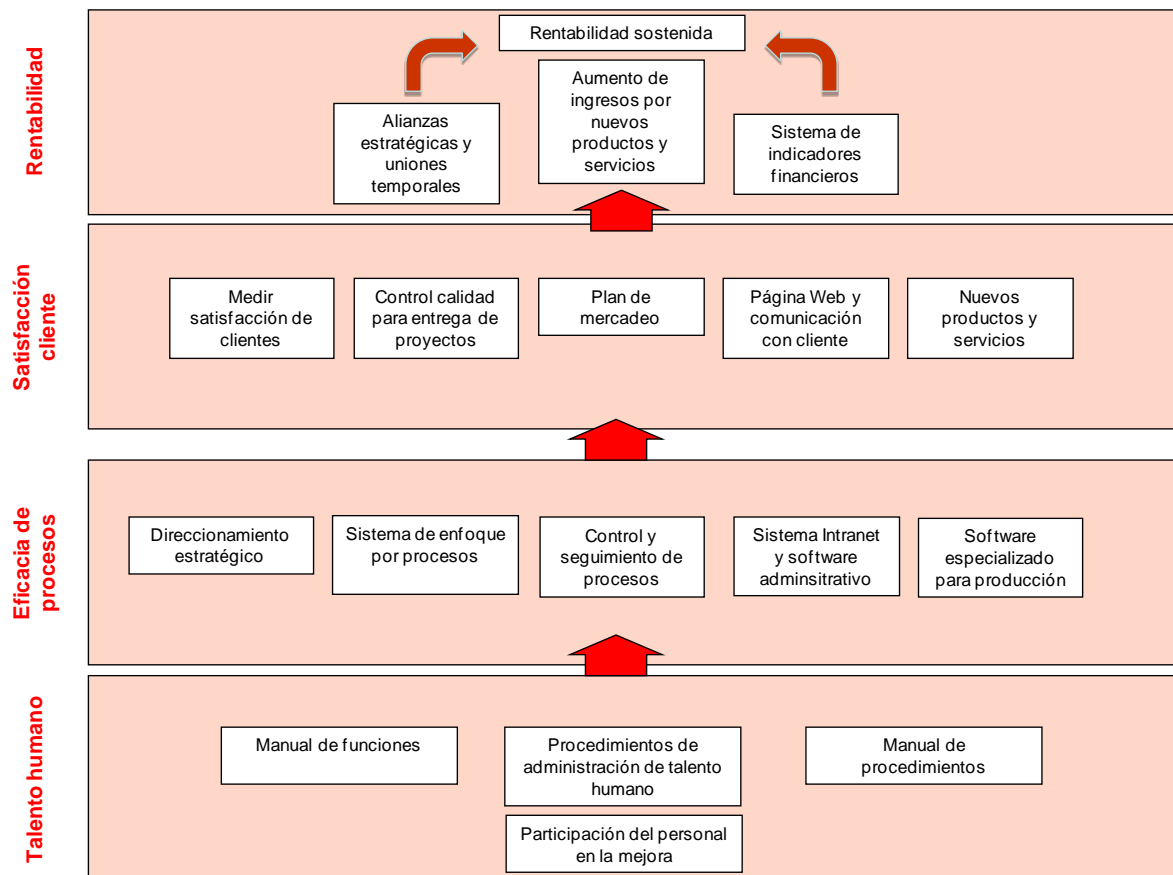 Rentabilidad
Rentabilidad sostenida
Alianzas
estratégicas y
uniones
temporales
Aumento de
ingresos por
nuevos
productos y
servicios
Sistema de
indicadores
financieros
Satisfacción
cliente
Medir
satisfacción de
clientes
Control calidad
para entrega de
proyectos
Plan de
mercadeo
Página Web y
comunicación
con cliente
Nuevos
productos y
servicios
Eficacia de
procesos
Direccionamiento
estratégico
Sistema de enfoque
por procesos
Control y
seguimiento de
procesos
Sistema Intranet
y software
adminsitrativo
Software
especializado
para producción
Talento humano
Manual de funciones
Procedimientos de
administración de talento
humano
Manual de
procedimientos
Participación del personal
en la mejora